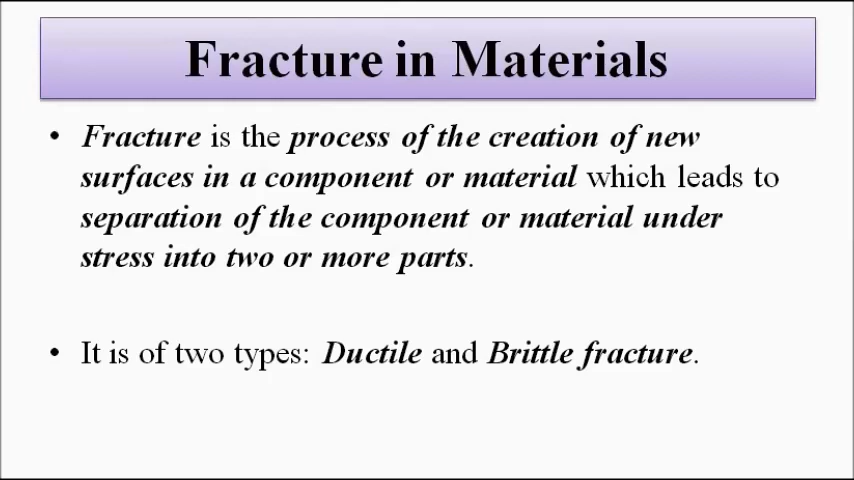 Fracture in Materials
• Fracture is the process of the creation of new
surfaces in a component or material which leads to
separation of the component or material under
stress into two or more parts.
• It is of two types: Ductile and Brittle fracture.